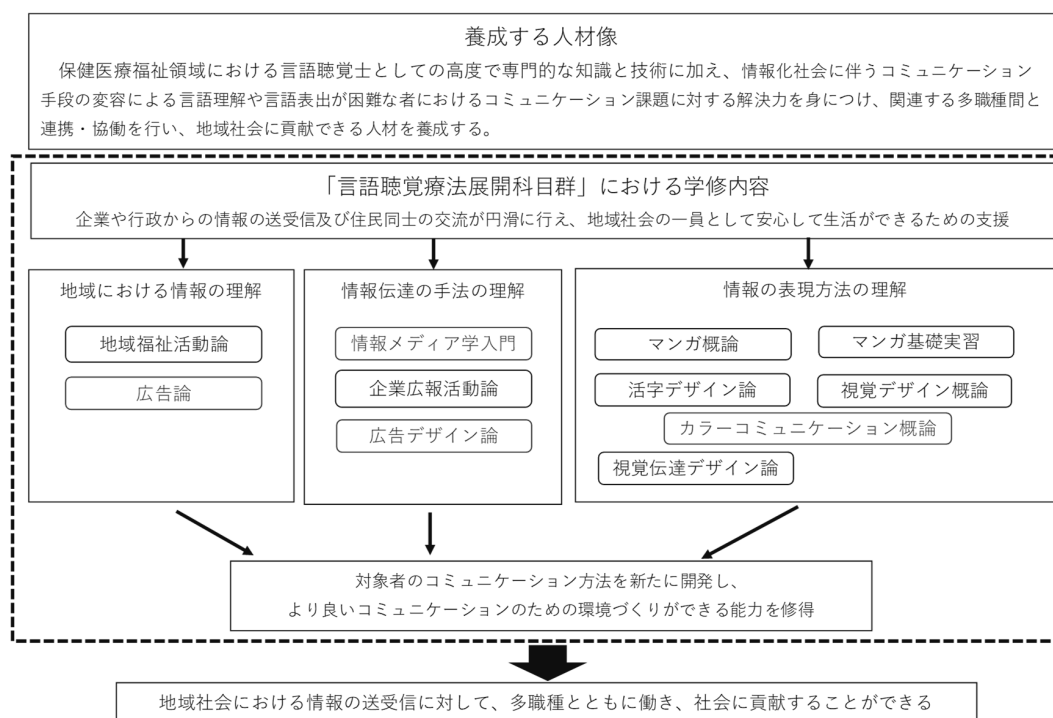 養成する人材像
保健医療福祉領域における言語聴覚士としての高度で専門的な知識と技術に加え、情報化社会に伴うコミュニケーション
手段の変容による言語理解や言語表出が困難な者におけるコミュニケーション課題に対する解決力を身につけ、関連する多職種間と
連携・協働を行い、地域社会に貢献できる人材を養成する。
「言語聴覚療法展開科目群」における学修内容
企業や行政からの情報の送受信及び住民同士の交流が円滑に行え、地域社会の一員として安心して生活ができるための支援
地域における情報の理解
地域福祉活動論
広告論
情報伝達の手法の理解
情報メディア学入門
企業広報活動論
広告デザイン論
情報の表現方法の理解
マンガ概論
マンガ基礎実習
活字デザイン論
視覚デザイン概論
カラーコミュニケーション概論
視覚伝達デザイン論
対象者のコミュニケーション方法を新たに開発し、
より良いコミュニケーションのための環境づくりができる能力を修得
地域社会における情報の送受信に対して、多職種とともに働き、社会に貢献することができる